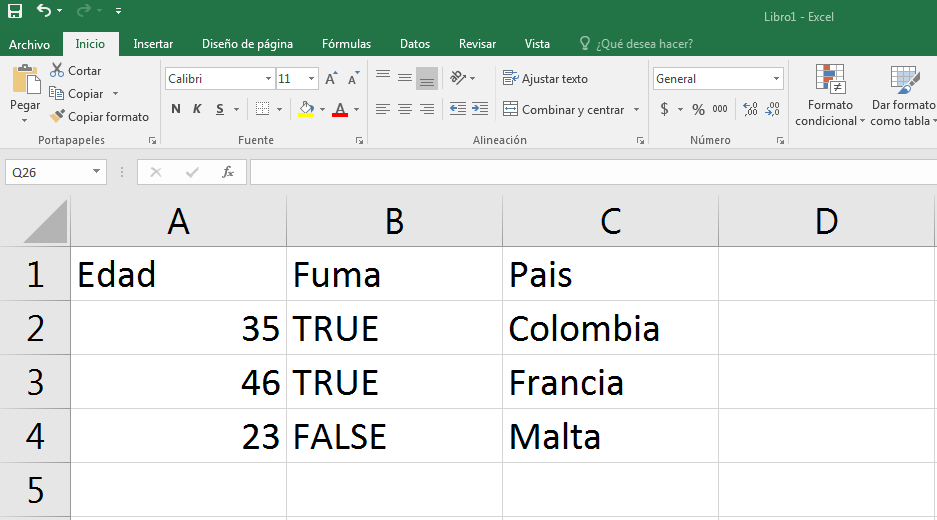 Libro1 - Excel
Archivo Inicio Insertar Diseño de página Fórmulas Datos Revisar Vista ¿Qué desea hacer?
Cortar
Copiar
Copiar formato
Pegar
Portapapeles
Calibri 11 A A
N K S A
Fuente
Ajustar texto
Combinar y centrar
Alineación
General
$ % 000 ,00 ,00
Número
Formato condicional
Dar formato como tabla
Q26 fx
A B C D
1 Edad Fuma Pais
2 35 TRUE Colombia
3 46 TRUE Francia
4 23 FALSE Malta
5